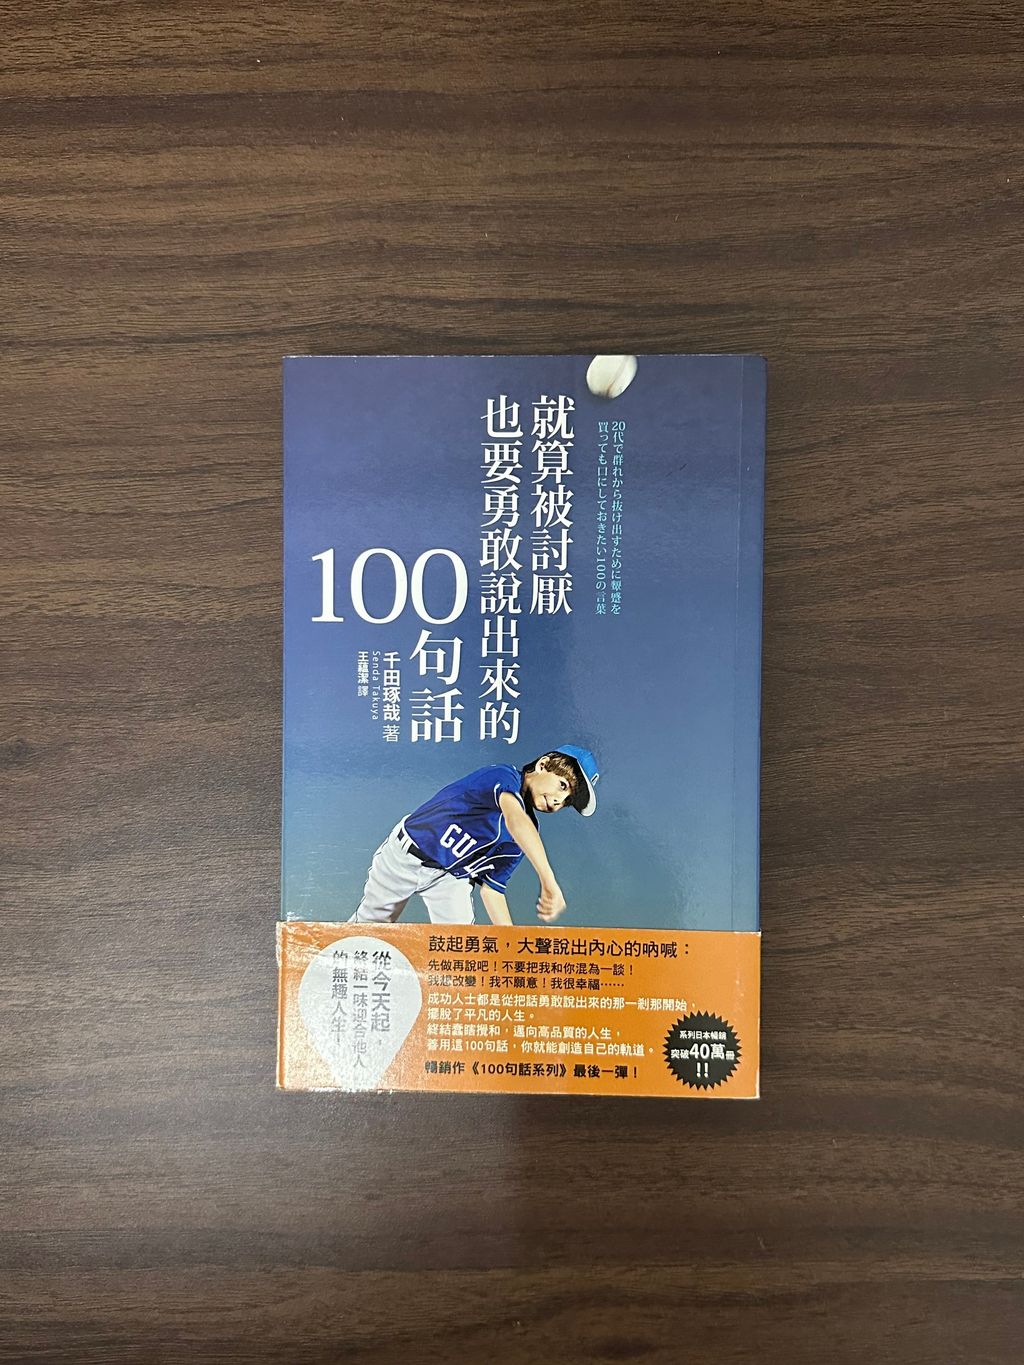 20代で群れから抜け出すために顰蹙を
買っても口にしておきたい100の言葉
就算被討厭
也要勇敢說出來的
100句話
千田琢哉 著
Senda Takuya
王蘊潔 譯
從今天起，
終結一味迎合他人
的無趣人生！
鼓起勇氣，大聲說出內心的吶喊：
先做再說吧！不要把我和你混為一談！
我想改變！我不願意！我很幸福……
成功人士都是從把話勇敢說出來的那一剎那開始，
擺脫了平凡的人生。
終結蠢瞎攪和，邁向高品質的人生，
善用這100句話，你就能創造自己的軌道。
暢銷作《100句話系列》最後一彈！
系列日本暢銷
突破40萬冊
!!